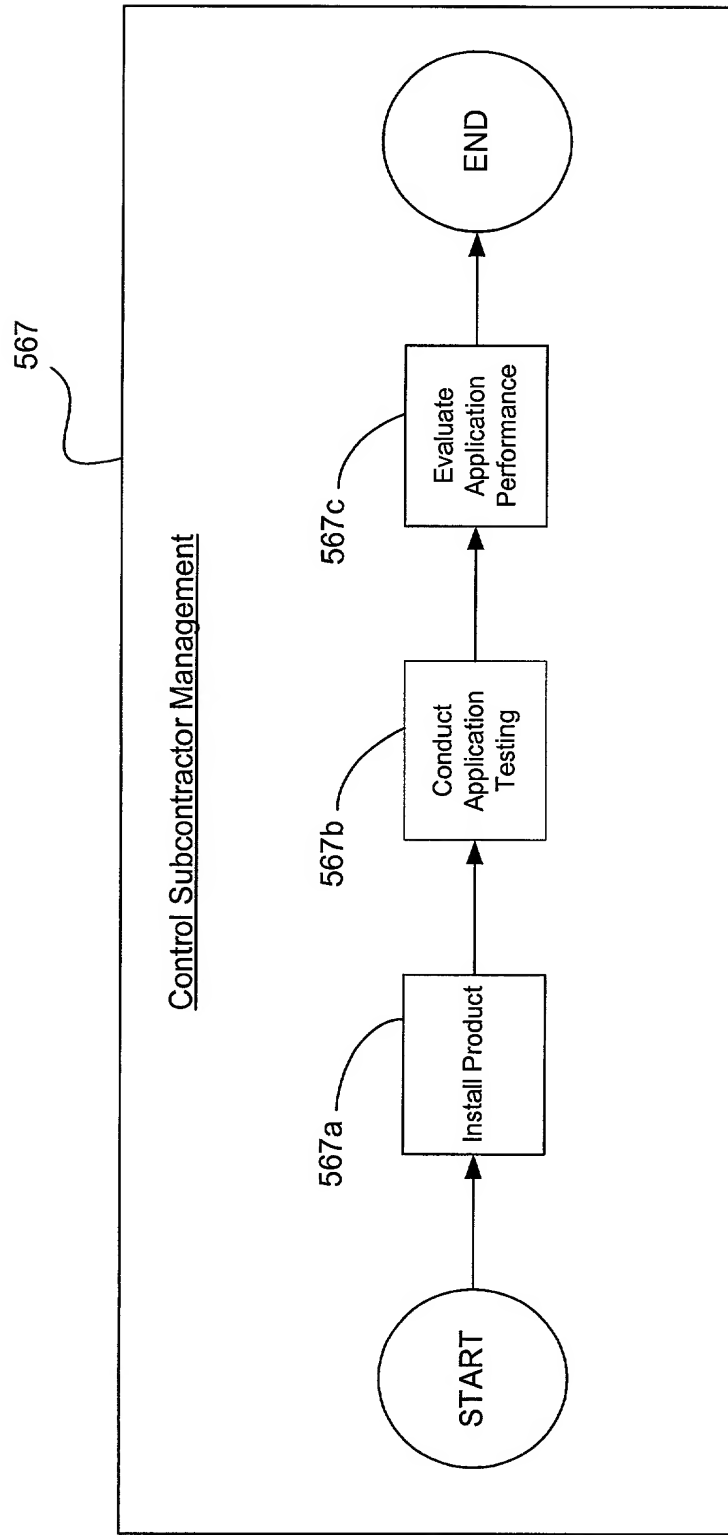 567
Control Subcontractor Management
567a
567b
567c
START
Install Product
Conduct
Application
Testing
Evaluate
Application
Performance
END